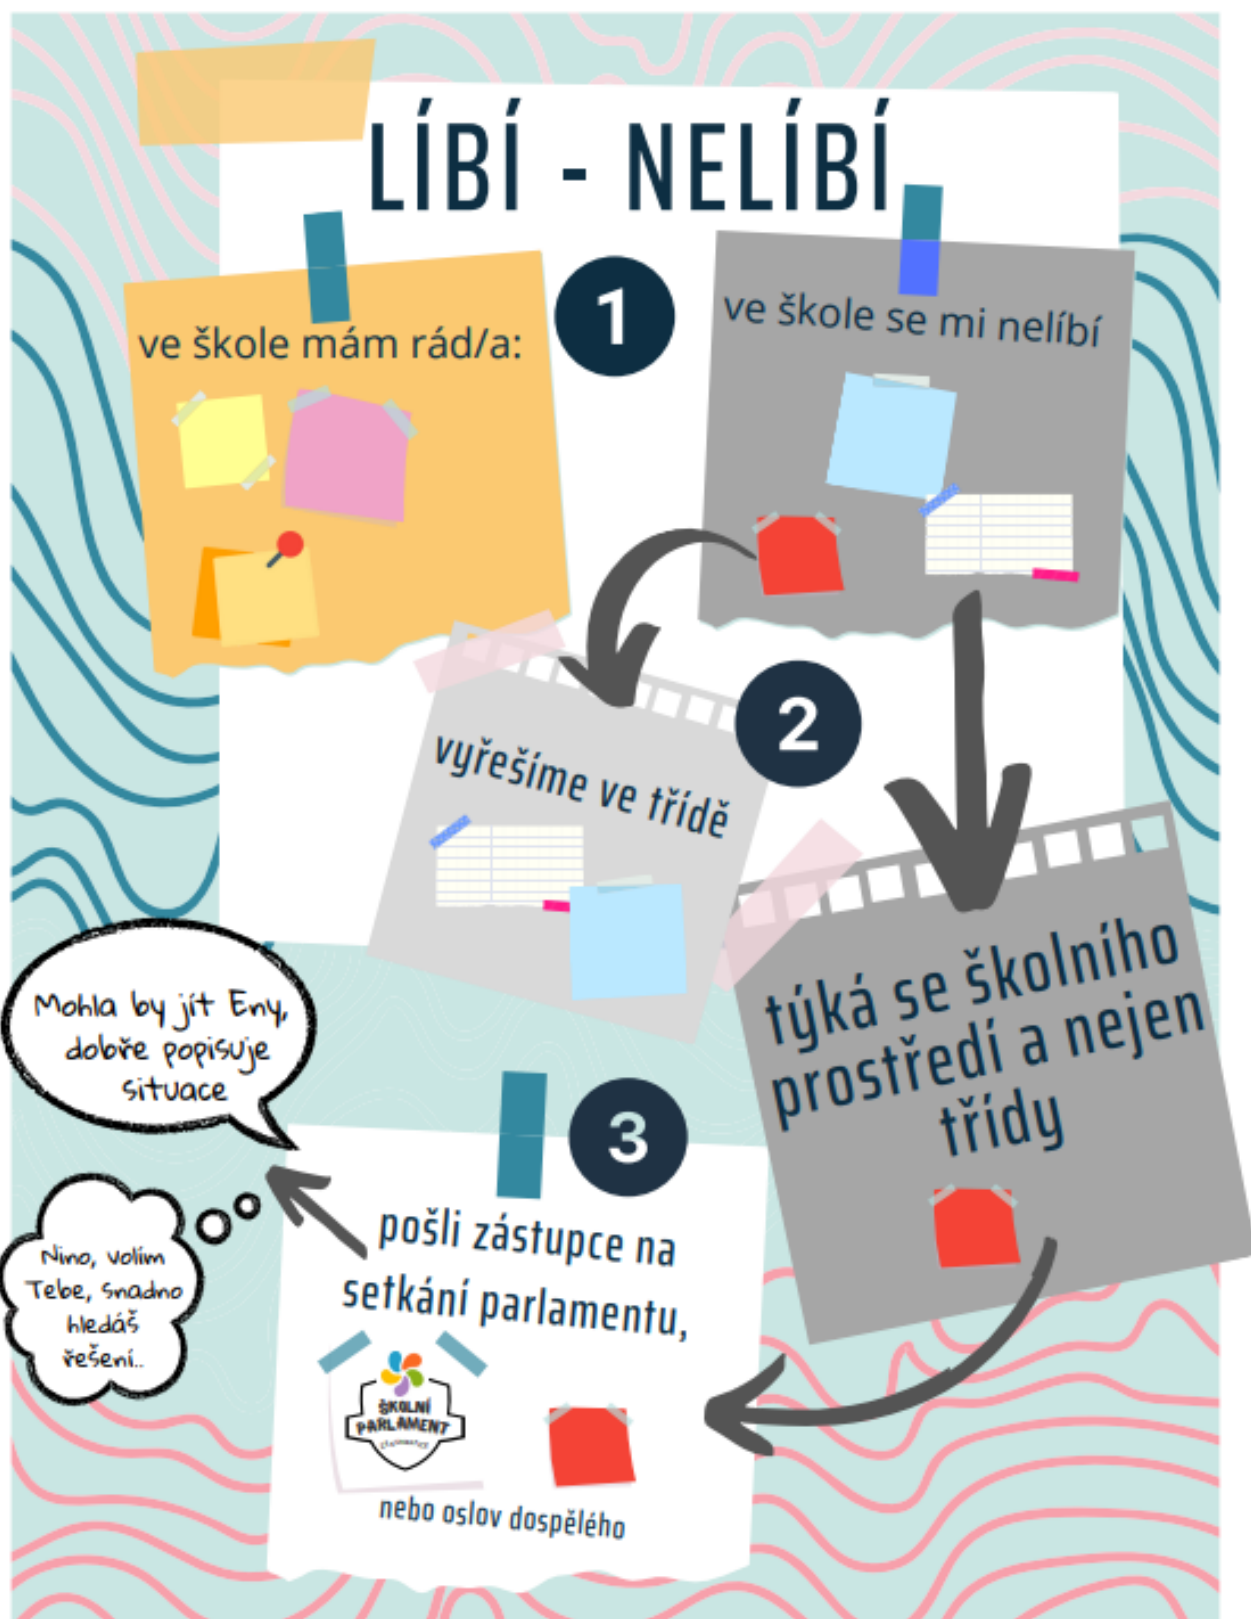 LÍBÍ - NELÍBÍ
1
ve škole mám rád/a:
ve škole se mi nelíbí
2
vyřešíme ve třídě
týká se školního
prostředí a nejen
třídy
Mohla by jít Eny,
dobře popisuje
situace
Nino, volím
Tebe, snadno
hledáš
řešení..
3
pošli zástupce na
setkání parlamentu,
ŠKOLNÍ
PARLAMENT
nebo oslov dospělého